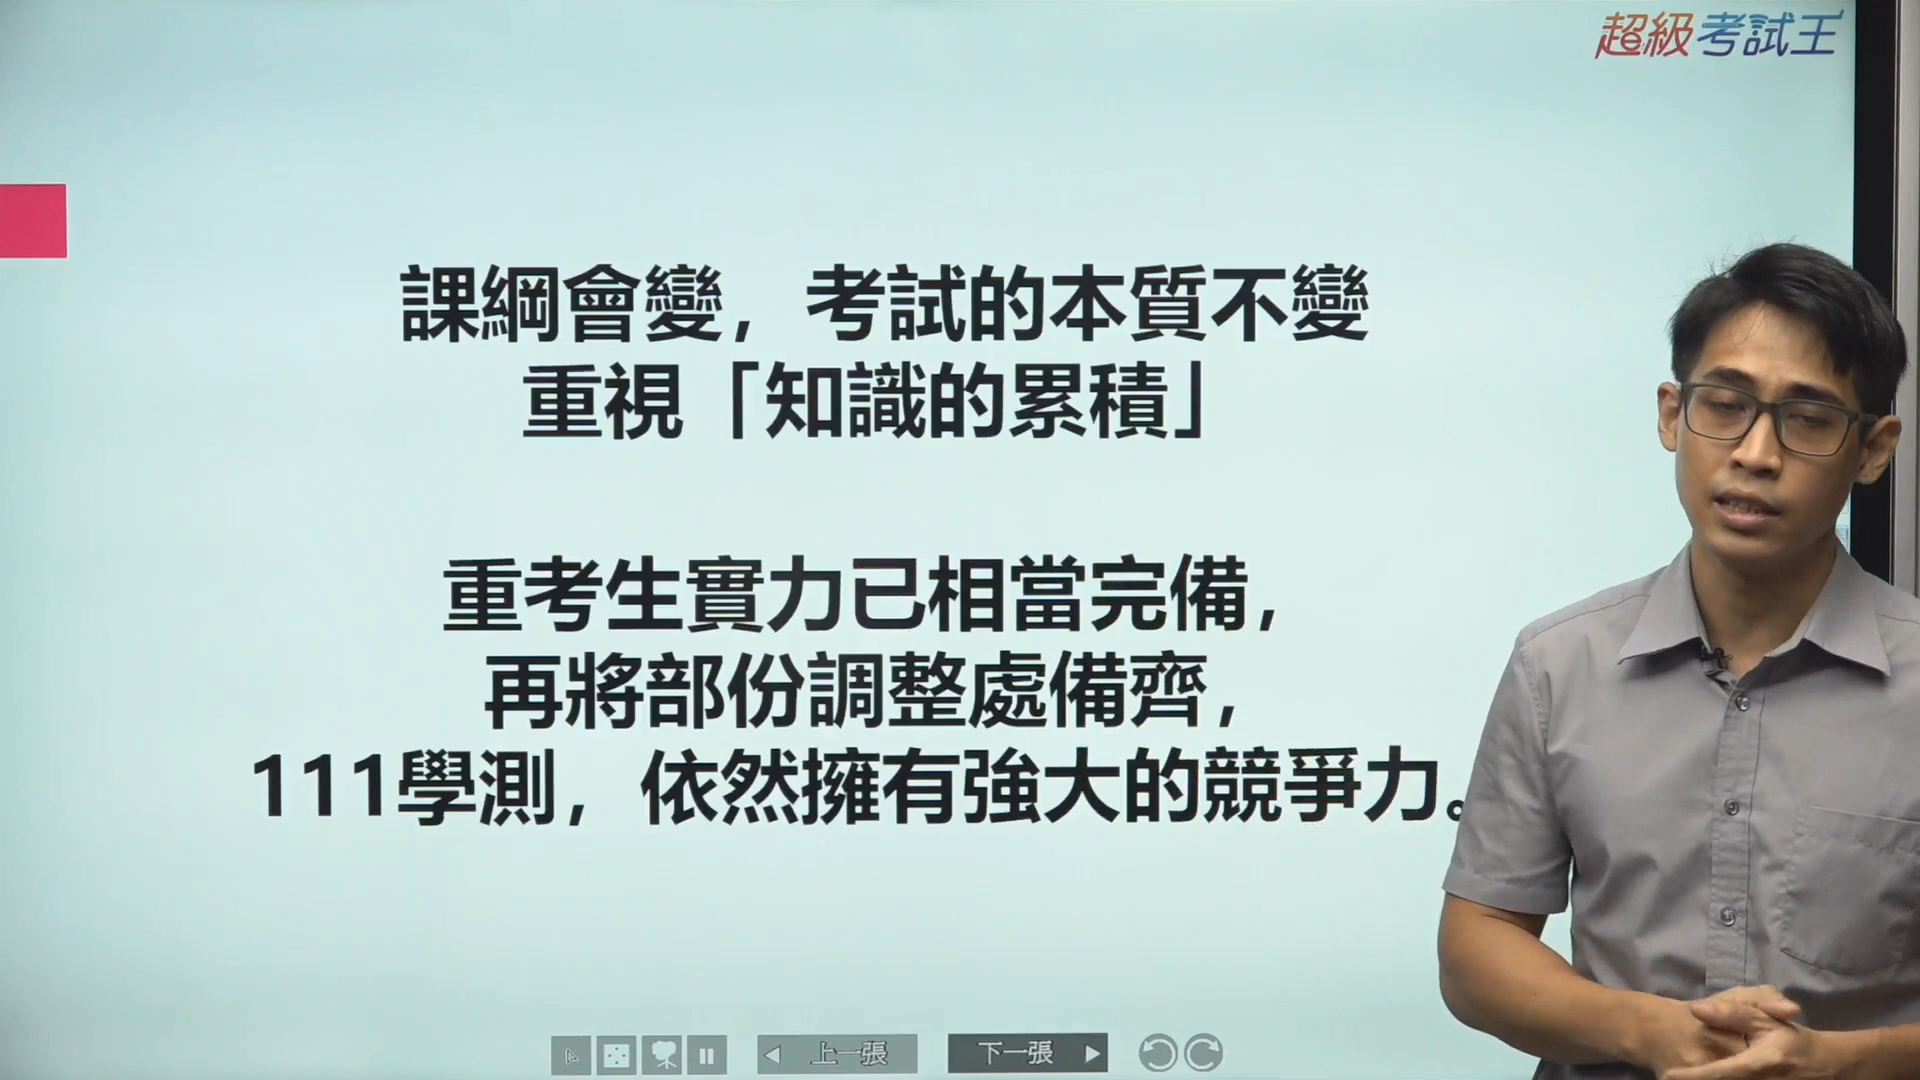 超級考試王
課綱會變，考試的本質不變
重視「知識的累積」
重考生實力已相當完備，
再將部份調整處備齊，
111學測，依然擁有強大的競爭力。
上一張
下一張